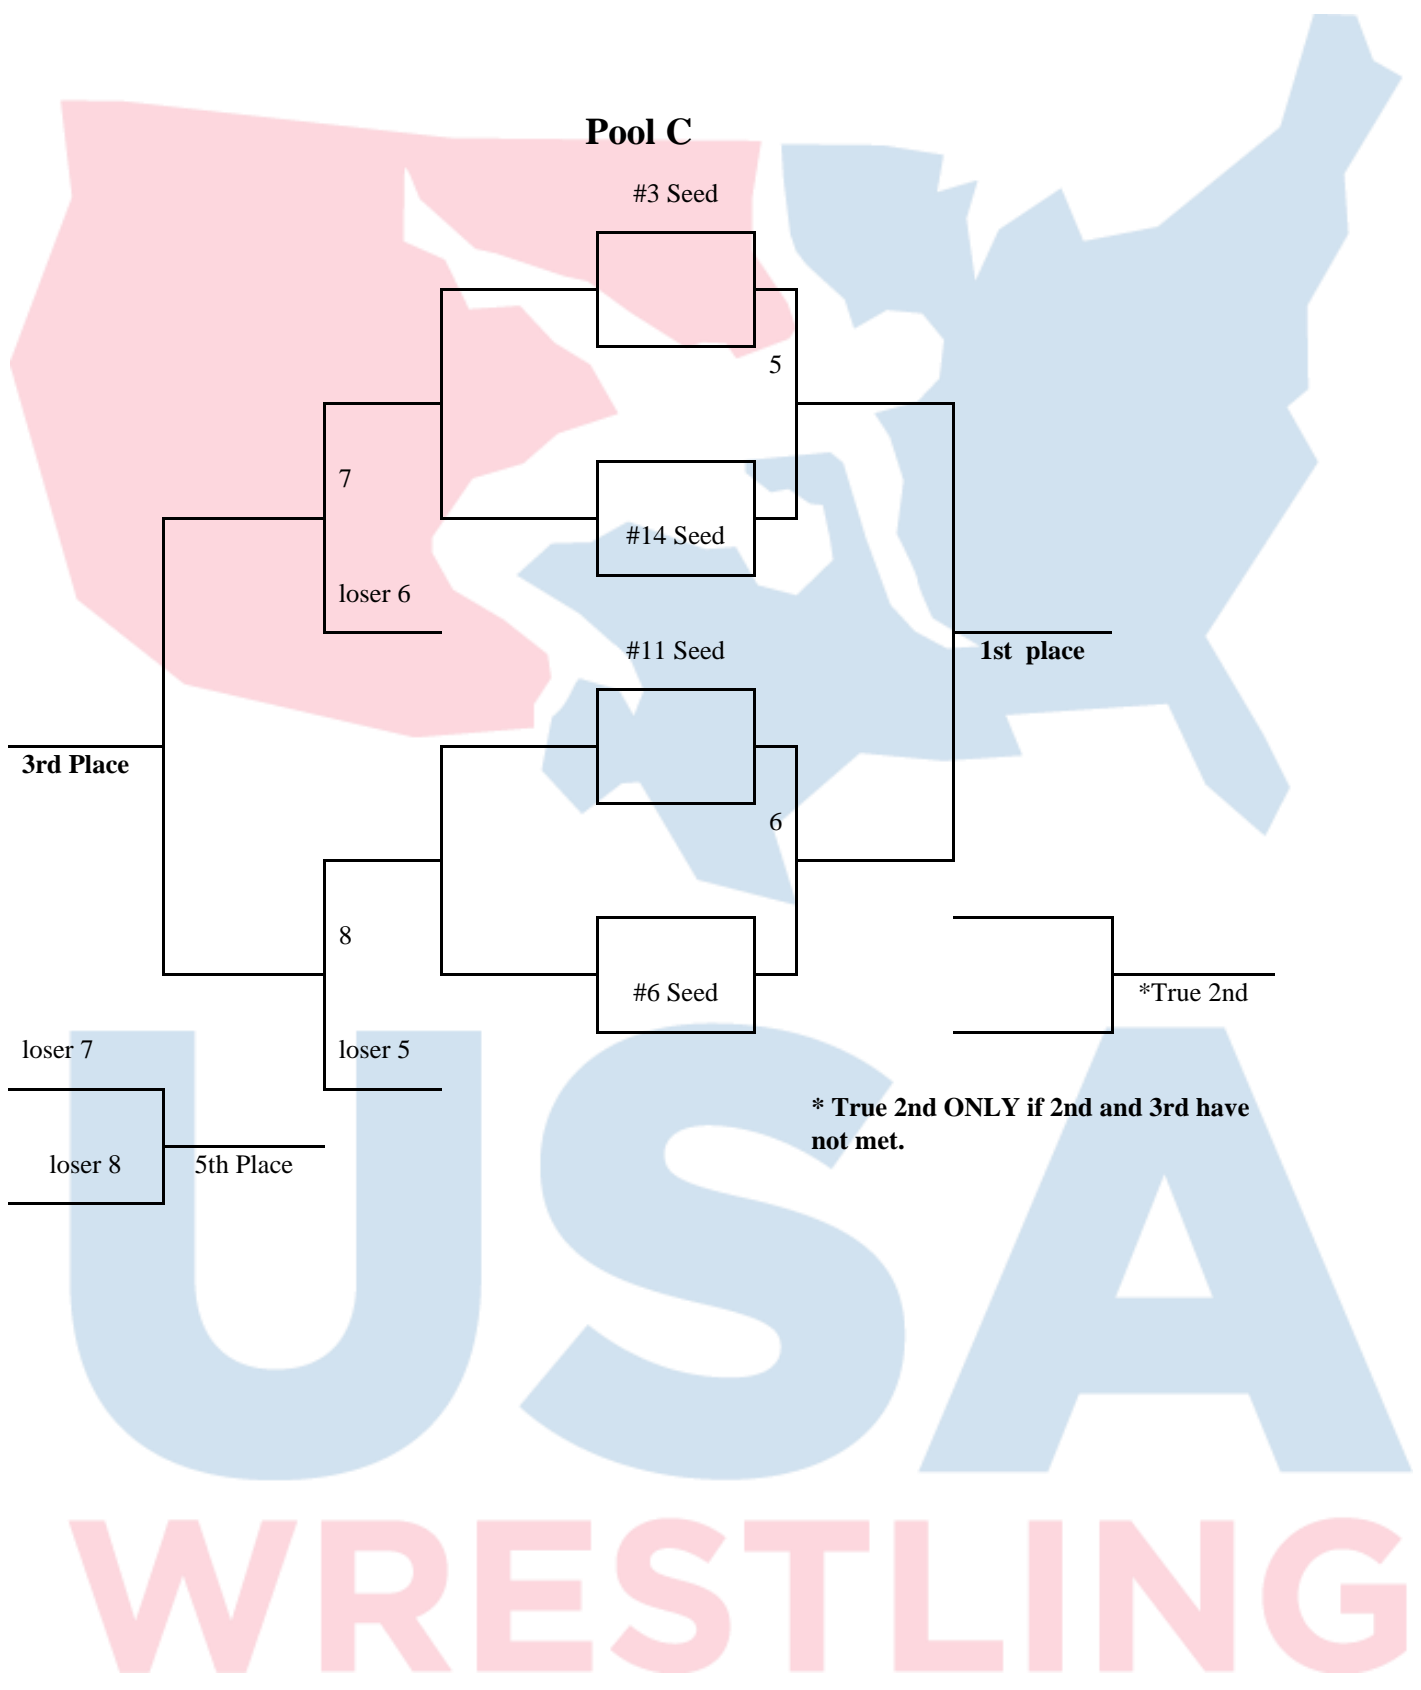 Pool C
#3 Seed
5
7
#14 Seed
loser 6
#11 Seed
1st place
3rd Place
6
8
#6 Seed
*True 2nd
loser 7
loser 5
* True 2nd ONLY if 2nd and 3rd have
not met.
loser 8
5th Place
USA
WRESTLING